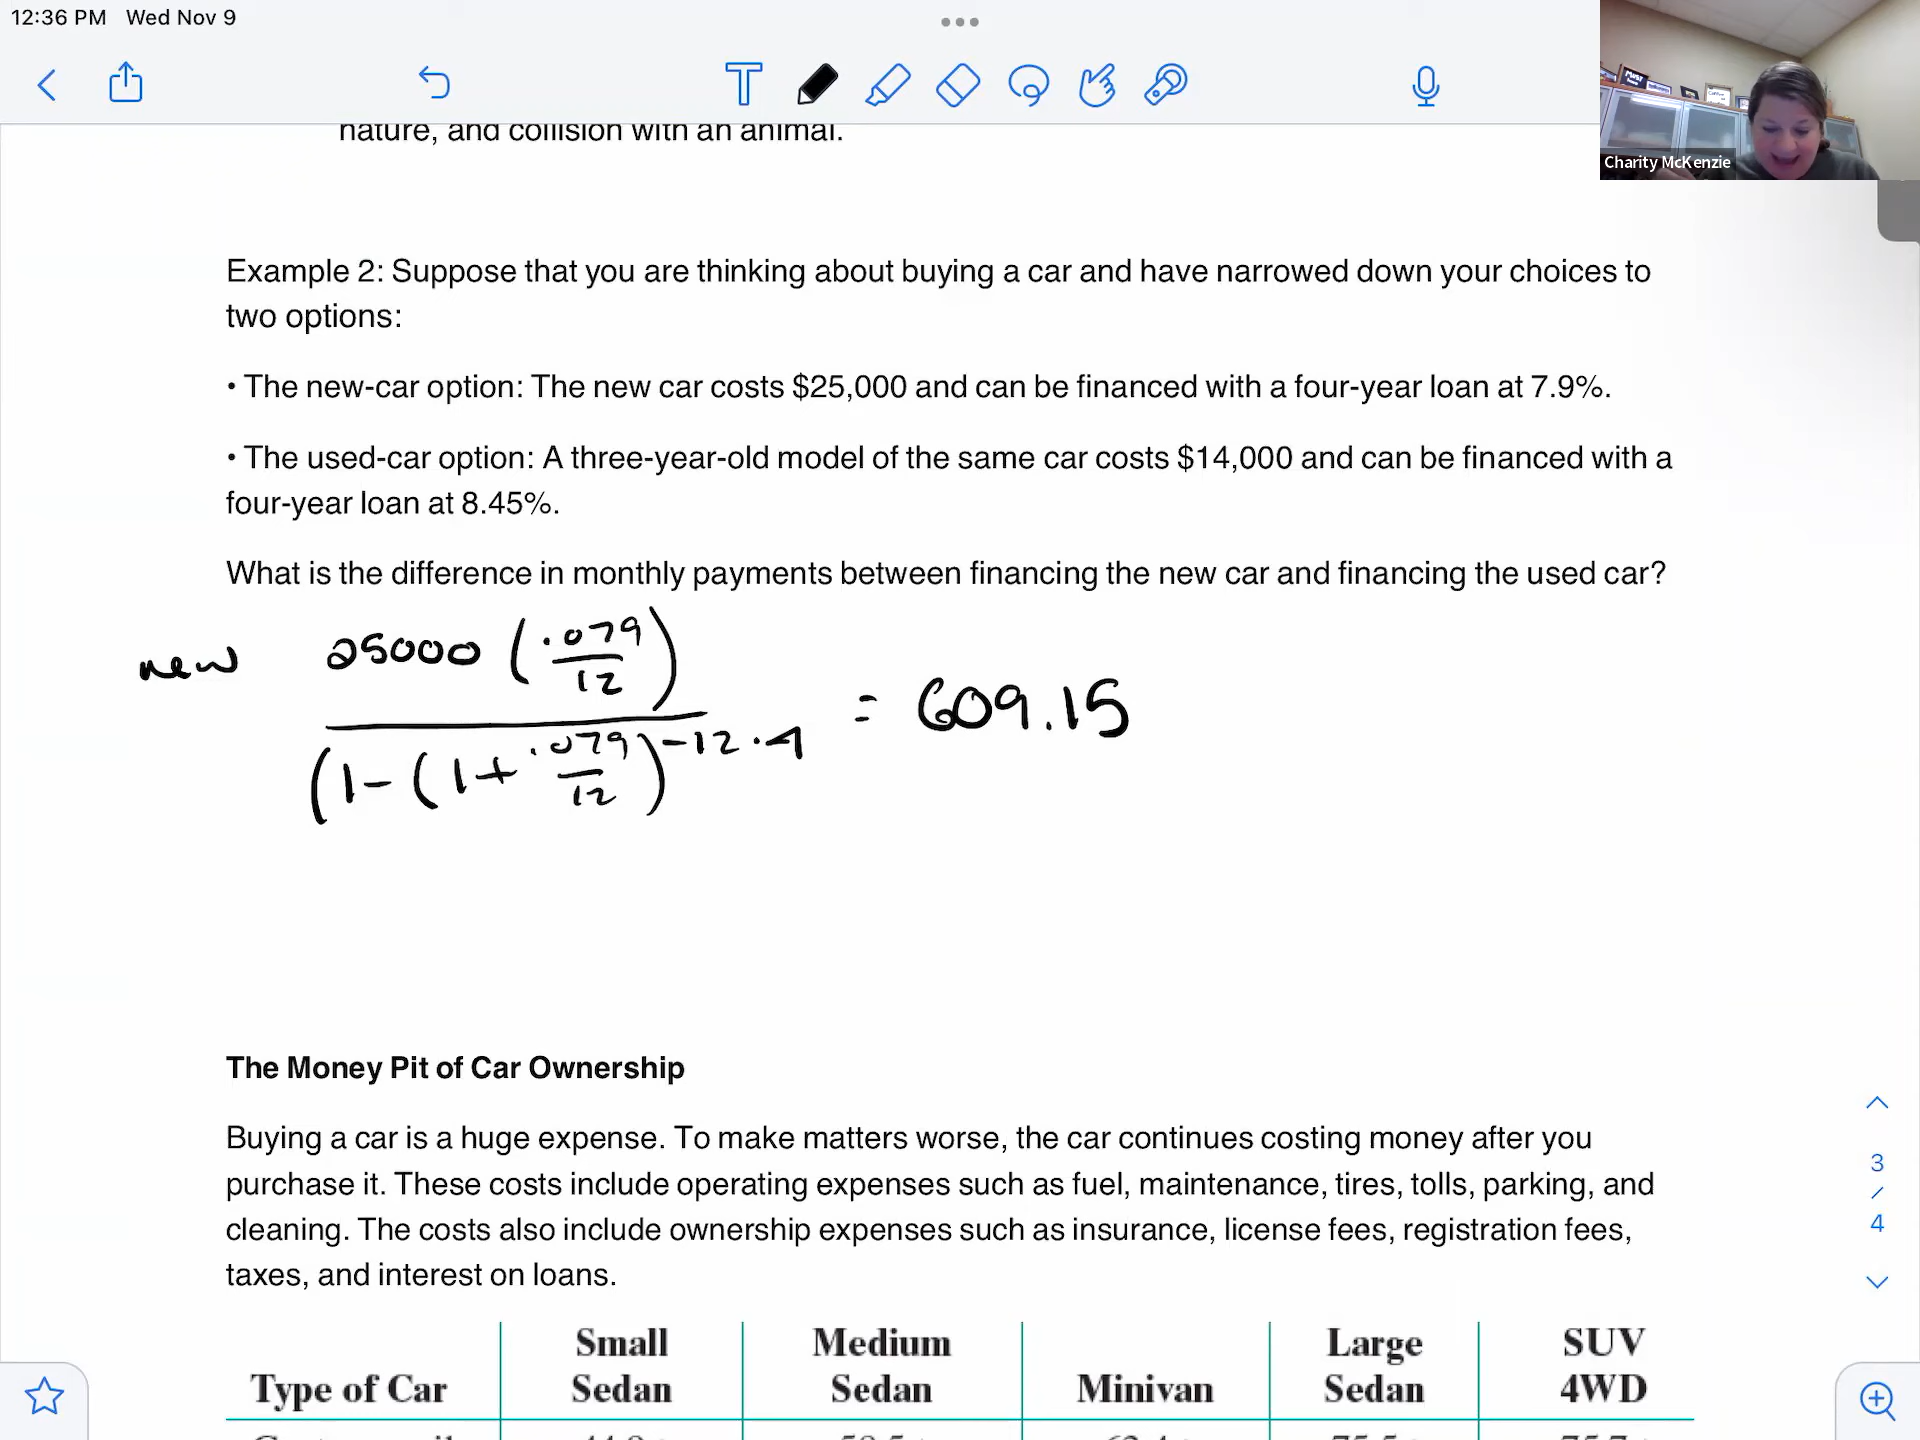 12:36 PM Wed Nov 9
Charity McKenzie
nature, and collision with an animal.
Example 2: Suppose that you are thinking about buying a car and have narrowed down your choices to
two options:
• The new-car option: The new car costs $25,000 and can be financed with a four-year loan at 7.9%.
• The used-car option: A three-year-old model of the same car costs $14,000 and can be financed with a
four-year loan at 8.45%.
What is the difference in monthly payments between financing the new car and financing the used car?
new 25000 (.079/12)
(1-(1+.079/12)-12·4 = 609.15
The Money Pit of Car Ownership
Buying a car is a huge expense. To make matters worse, the car continues costing money after you
purchase it. These costs include operating expenses such as fuel, maintenance, tires, tolls, parking, and
cleaning. The costs also include ownership expenses such as insurance, license fees, registration fees,
taxes, and interest on loans.
3
/
4
Small Medium Large SUV
Type of Car Sedan Sedan Minivan Sedan 4WD